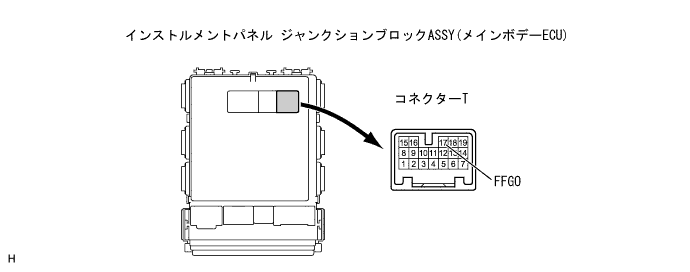 インストルメントパネル ジャンクションブロックASSY(メインボデーECU)
コネクターT
15 16 17 18 19
8 9 10 11 12 13 14
1 2 3 4 5 6 7
FFGO
H